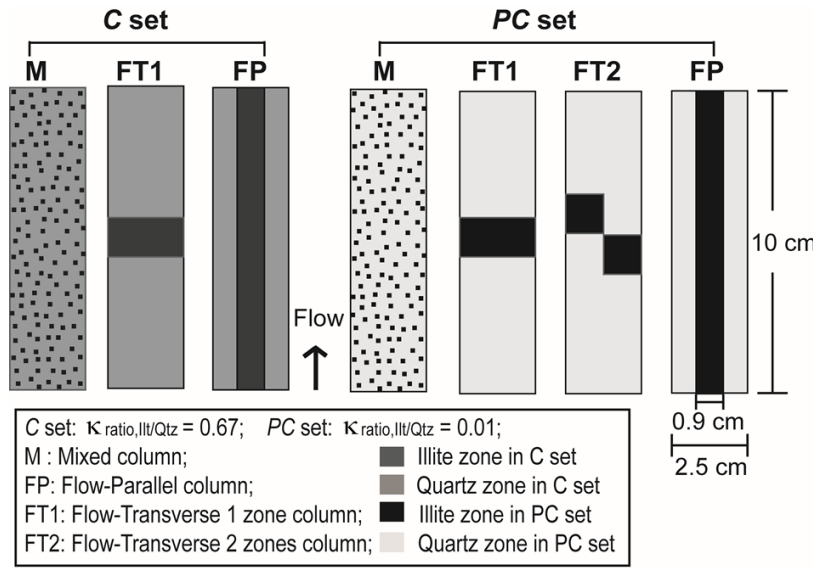 C set PC set
M FT1 FP M FT1 FT2 FP
10 cm
Flow
0.9 cm
2.5 cm
C set: κ ratio,Ilt/Qtz = 0.67; PC set: κ ratio,Ilt/Qtz = 0.01;
M : Mixed column; Illite zone in C set
FP: Flow-Parallel column; Quartz zone in C set
FT1: Flow-Transverse 1 zone column; Illite zone in PC set
FT2: Flow-Transverse 2 zones column; Quartz zone in PC set